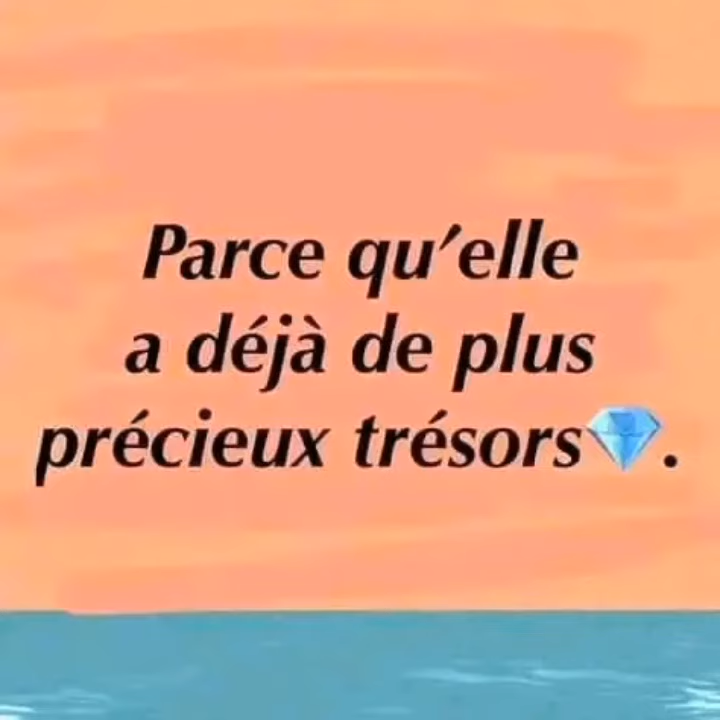 Parce qu’elle
a déjà de plus
précieux trésors💎.